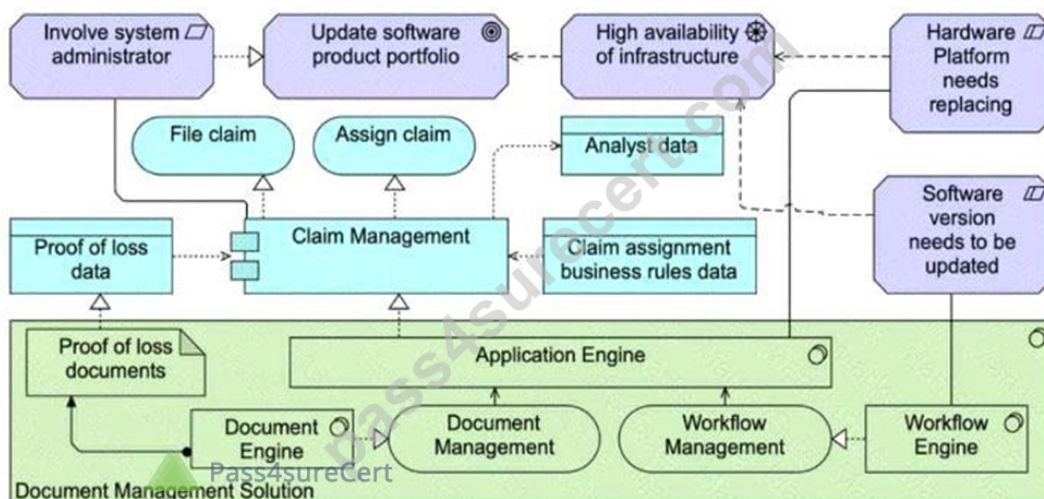 Involve system
administrator
Update software
product portfolio
High availability
of infrastructure
Hardware
Platform
needs
replacing
File claim
Assign claim
Analyst data
Software
version
needs to be
updated
Proof of loss
data
Claim Management
Claim assignment
business rules data
Proof of loss
documents
Application Engine
Document
Engine
Document
Management
Workflow
Management
Workflow
Engine
Document Management Solution
Pass4sureCert
pass4surecert.com